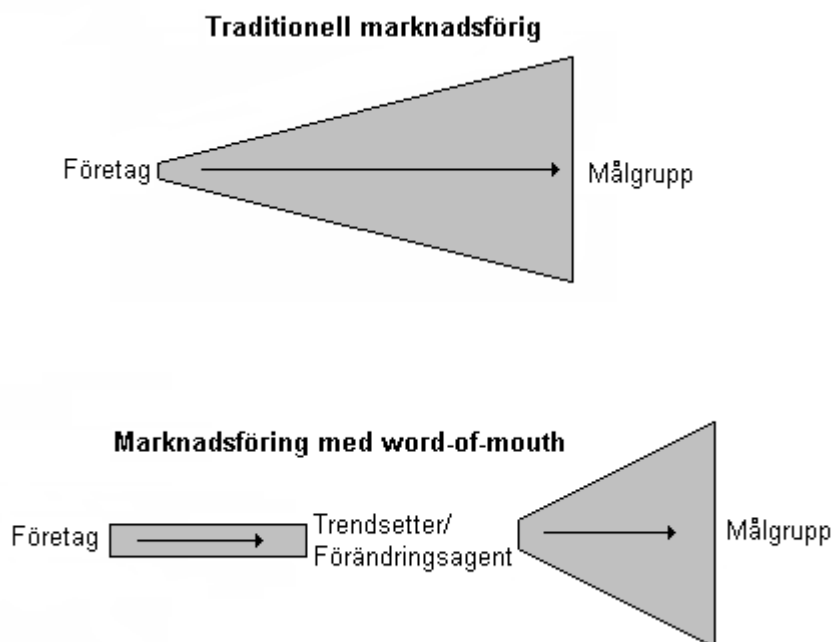 Traditionell marknadsförig
Företag
Målgrupp
Marknadsföring med word-of-mouth
Företag
Trendsetter/
Förändringsagent
Målgrupp